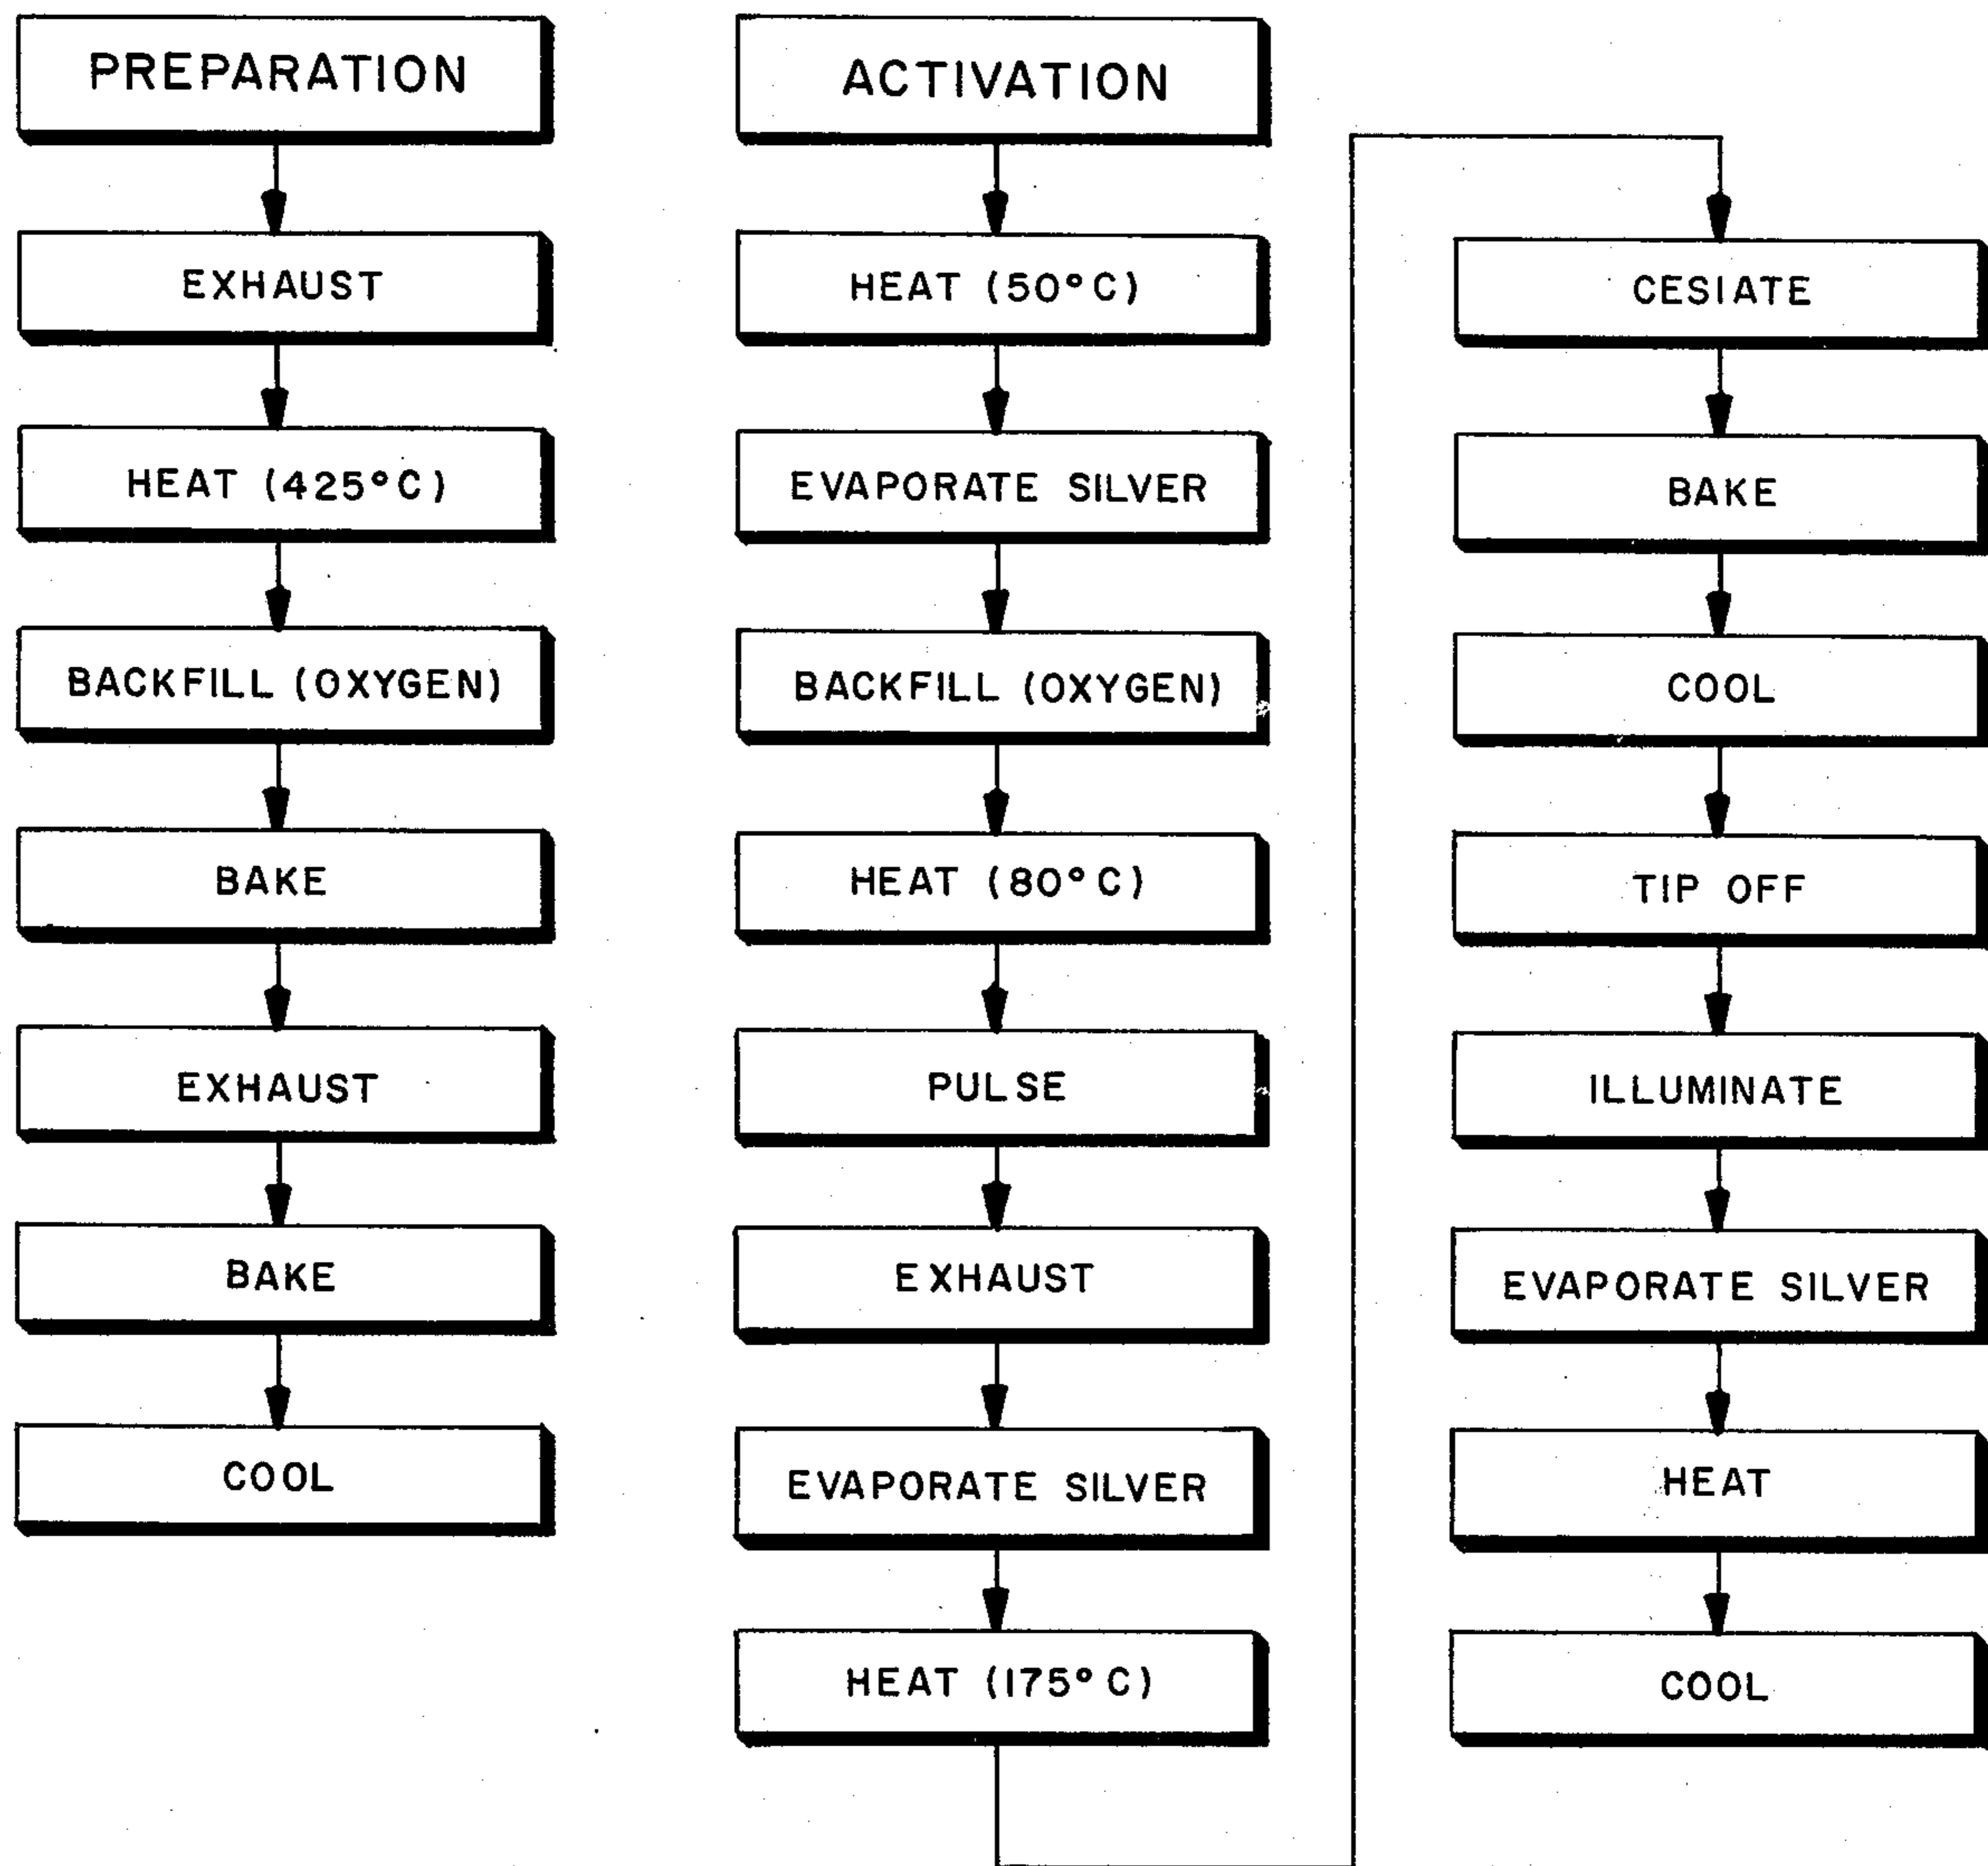 PREPARATION
EXHAUST
HEAT (425°C)
BACKFILL (OXYGEN)
BAKE
EXHAUST
BAKE
COOL
ACTIVATION
HEAT (50°C)
EVAPORATE SILVER
BACKFILL (OXYGEN)
HEAT (80°C)
PULSE
EXHAUST
EVAPORATE SILVER
HEAT (175°C)
CESIATE
BAKE
COOL
TIP OFF
ILLUMINATE
EVAPORATE SILVER
HEAT
COOL